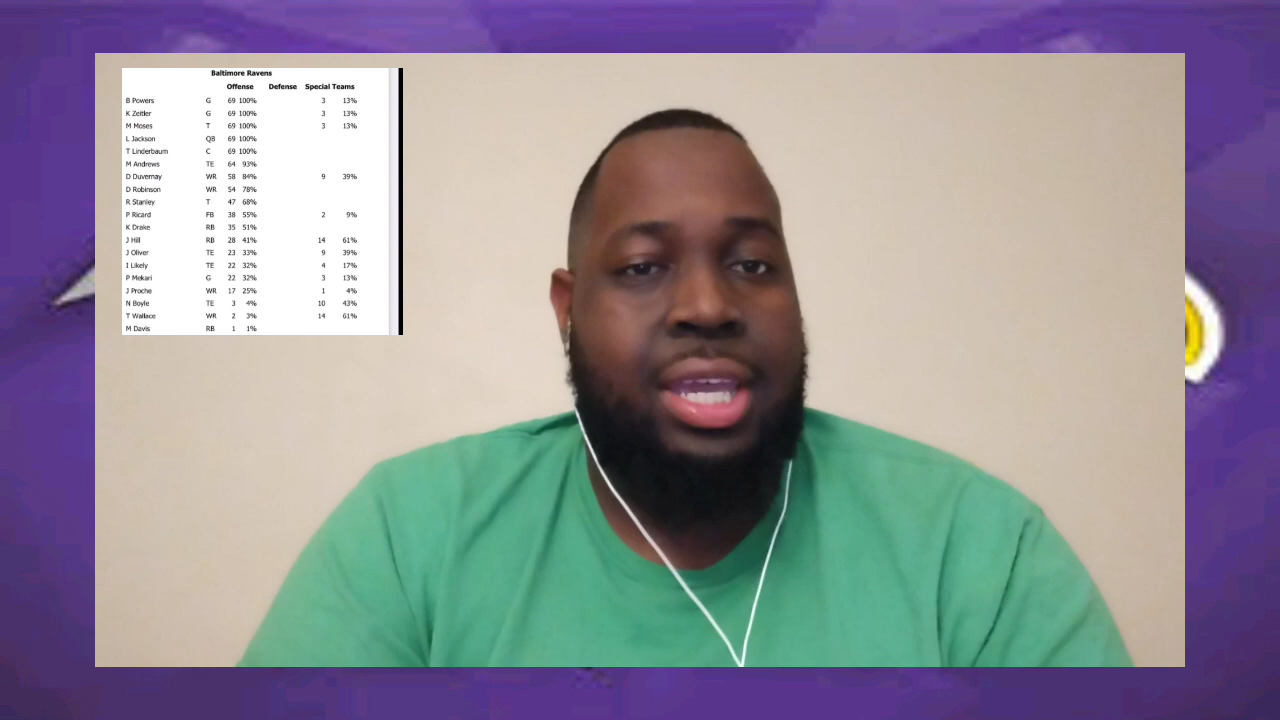 Baltimore Ravens
Offense Defense Special Teams
B Powers G 69 100% 3 13%
K Zeitler G 69 100% 3 13%
M Moses T 69 100% 3 13%
L Jackson QB 69 100%
T Linderbaum C 69 100%
M Andrews TE 64 93%
D Duvernay WR 58 84% 9 39%
D Robinson WR 54 78%
R Stanley T 47 68%
P Ricard FB 38 55% 2 9%
K Drake RB 35 51%
J Hill RB 28 41% 14 61%
J Oliver TE 23 33% 9 39%
I Likely TE 22 32% 4 17%
P Mekari G 22 32% 3 13%
J Proche WR 17 25% 1 4%
N Boyle TE 3 4% 10 43%
T Wallace WR 2 3% 14 61%
M Davis RB 1 1%